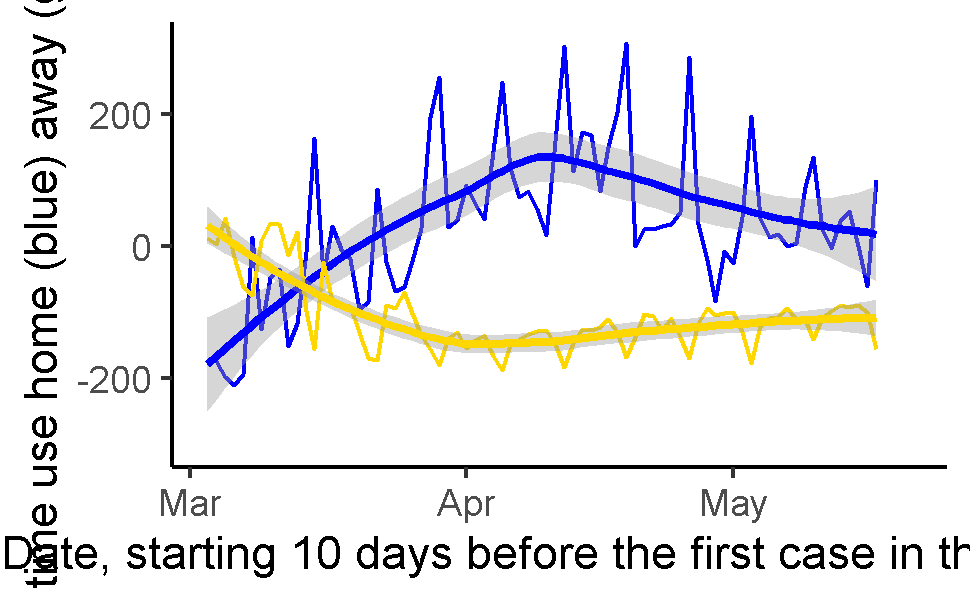 time use home (blue) away (
200
0
-200
Mar Apr May
Date, starting 10 days before the first case in th